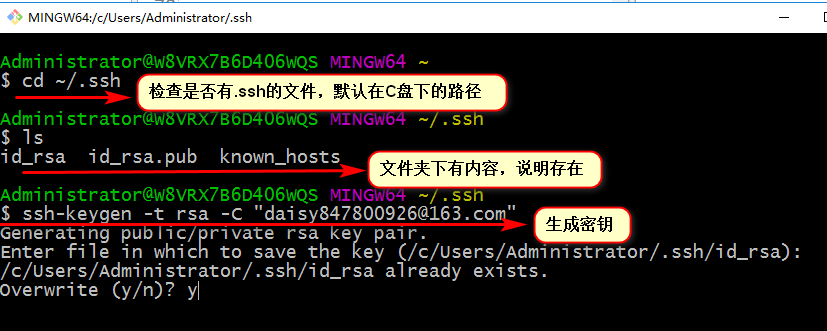 MINGW64:/c/Users/Administrator/.ssh
Administrator@W8VRX7B6D406WQS MINGW64 ~
$ cd ~/.ssh
检查是否有.ssh的文件，默认在C盘下的路径
Administrator@W8VRX7B6D406WQS MINGW64 ~/.ssh
$ ls
id_rsa id_rsa.pub known_hosts
文件夹下有内容，说明存在
Administrator@W8VRX7B6D406WQS MINGW64 ~/.ssh
$ ssh-keygen -t rsa -C "daisy847800926@163.com"
生成密钥
Generating public/private rsa key pair.
Enter file in which to save the key (/c/Users/Administrator/.ssh/id_rsa):
/c/Users/Administrator/.ssh/id_rsa already exists.
Overwrite (y/n)? y